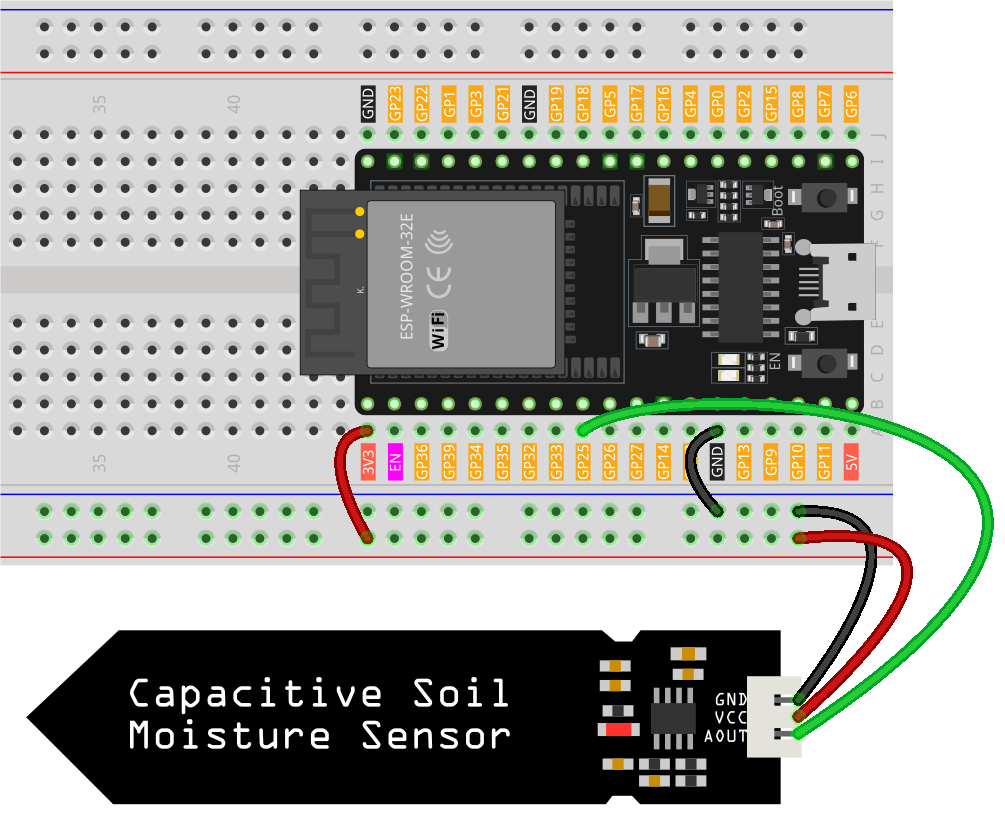 35
40
GND
GP23
GP22
GP1
GP3
GP21
GND
GP19
GP18
GP5
GP17
GP16
GP4
GP0
GP2
GP15
GP8
GP7
GP6
J
I
H
G
F
E
D
C
B
A
Boot
EN
ESP-WROOM-32E
CE
WiFi
K.
3V3
EN
GP36
GP39
GP34
GP35
GP32
GP33
GP25
GP26
GP27
GP14
GND
GP13
GP9
GP10
GP11
5V
35
40
Capacitive Soil
Moisture Sensor
GND
VCC
AOUT